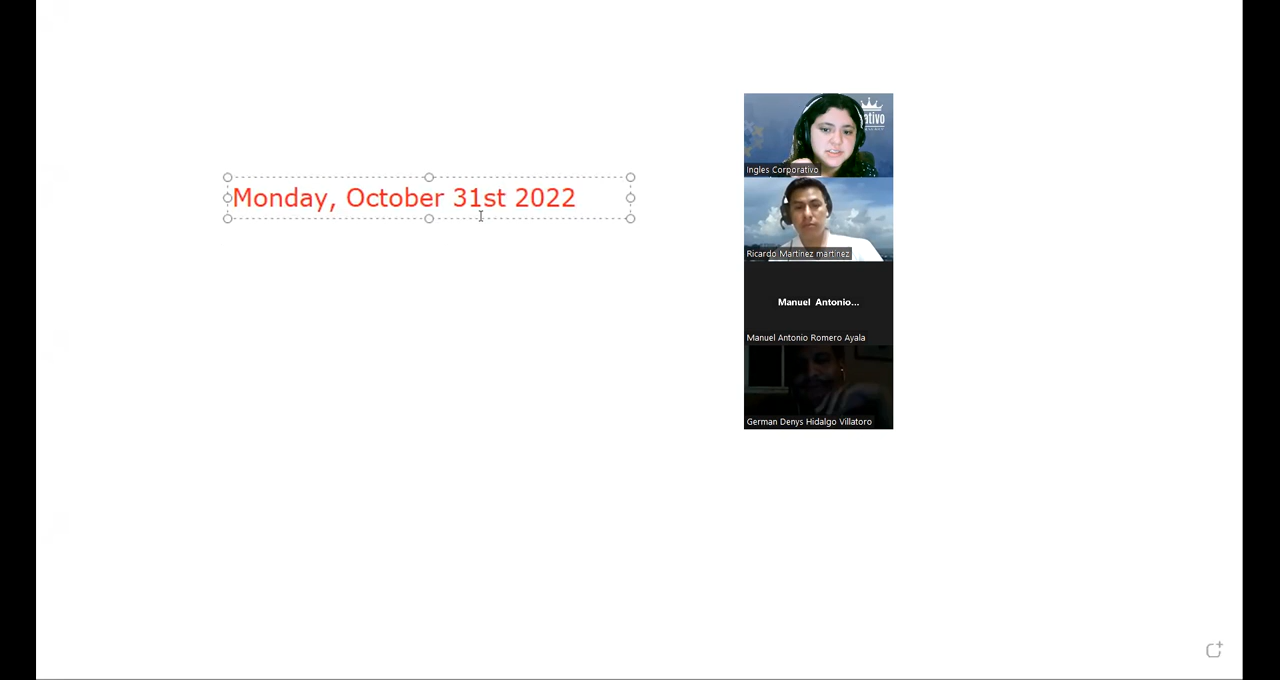 Monday, October 31st 2022
ativo
Ingles Corporativo
Ricardo Martinez martinez
Manuel Antonio...
Manuel Antonio Romero Ayala
German Denys Hidalgo Villatoro